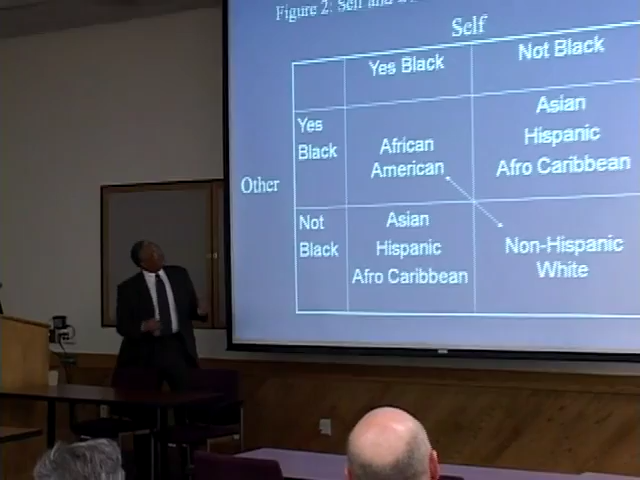 Figure 2: Self and
Self
Yes Black
Not Black
Yes
Black
African
American
Asian
Hispanic
Afro Caribbean
Other
Not
Black
Asian
Hispanic
Afro Caribbean
Non-Hispanic
White